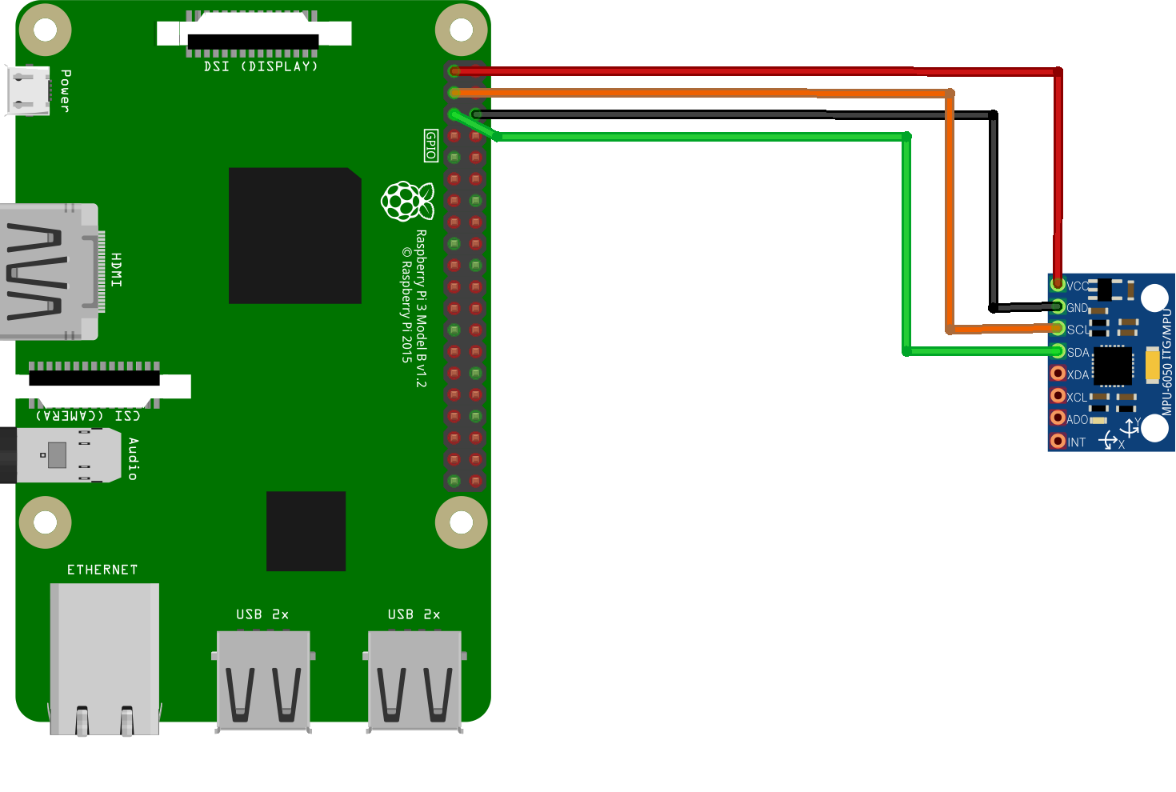 DSI (DISPLAY)
Power
GPIO
HDMI
Raspberry Pi 3 Model B v1.2
© Raspberry Pi 2015
CSI (CAMERA)
Audio
ETHERNET
USB 2x
USB 2x
VCC
GND
SCL
SDA
XDA
XCL
ADO
INT
MPU-6050 ITG/MPU
Y
X